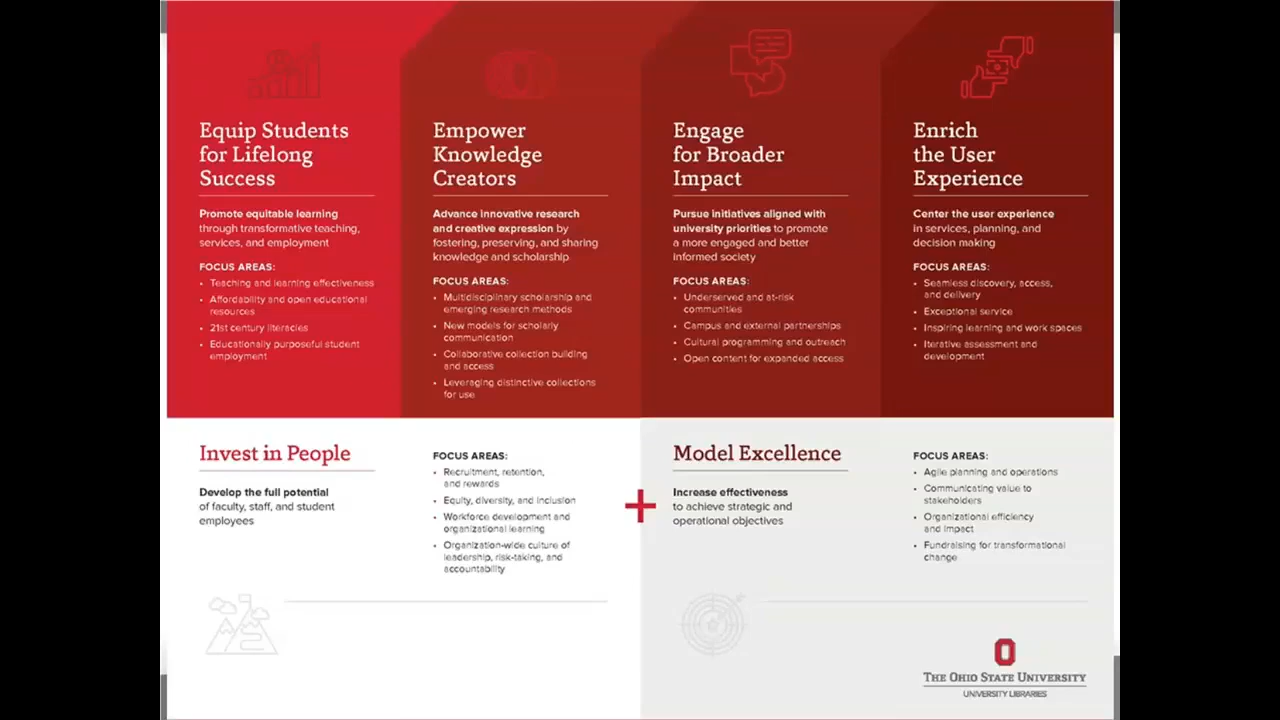 Equip Students
for Lifelong
Success
Promote equitable learning
through transformative teaching,
services, and employment
FOCUS AREAS:
• Teaching and learning effectiveness
• Affordability and open educational
resources
• 21st century literacies
• Educationally purposeful student
employment
Empower
Knowledge
Creators
Advance innovative research
and creative expression by
fostering, preserving, and sharing
knowledge and scholarship
FOCUS AREAS:
• Multidisciplinary scholarship and
emerging research methods
• New models for scholarly
communication
• Collaborative collection building
and access
• Leveraging distinctive collections
for use
Engage
for Broader
Impact
Pursue initiatives aligned with
university priorities to promote
a more engaged and better
informed society
FOCUS AREAS:
• Underserved and at-risk
communities
• Campus and external partnerships
• Cultural programming and outreach
• Open content for expanded access
Enrich
the User
Experience
Center the user experience
in services, planning, and
decision making
FOCUS AREAS:
• Seamless discovery, access,
and delivery
• Exceptional service
• Inspiring learning and work spaces
• Iterative assessment and
development
Invest in People
Develop the full potential
of faculty, staff, and student
employees
FOCUS AREAS:
• Recruitment, retention,
and rewards
• Equity, diversity, and inclusion
• Workforce development and
organizational learning
• Organization-wide culture of
leadership, risk-taking, and
accountability
+
Model Excellence
Increase effectiveness
to achieve strategic and
operational objectives
FOCUS AREAS:
• Agile planning and operations
• Communicating value to
stakeholders
• Organizational efficiency
and impact
• Fundraising for transformational
change
THE OHIO STATE UNIVERSITY
UNIVERSITY LIBRARIES